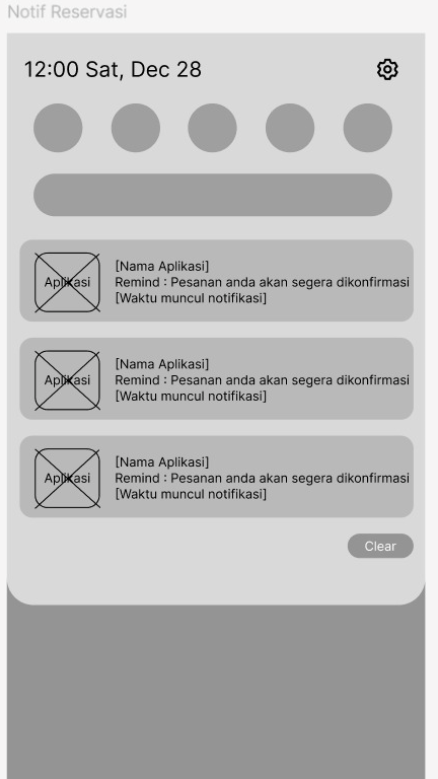 Notif Reservasi
12:00 Sat, Dec 28
Aplikasi
[Nama Aplikasi]
Remind : Pesanan anda akan segera dikonfirmasi
[Waktu muncul notifikasi]
Aplikasi
[Nama Aplikasi]
Remind : Pesanan anda akan segera dikonfirmasi
[Waktu muncul notifikasi]
Aplikasi
[Nama Aplikasi]
Remind : Pesanan anda akan segera dikonfirmasi
[Waktu muncul notifikasi]
Clear